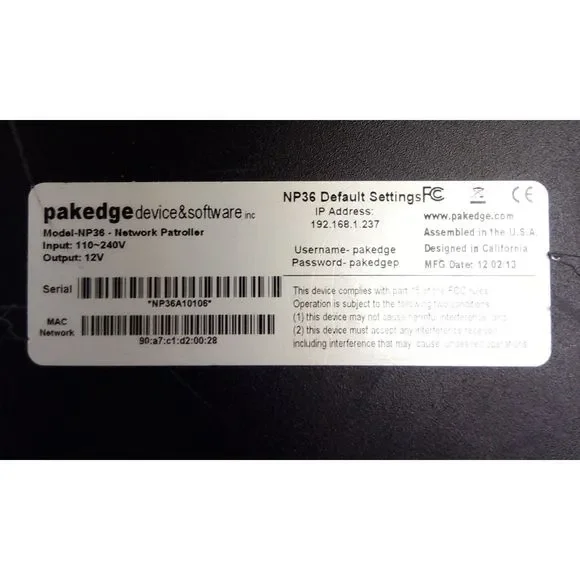 pakedge device&software inc
Model-NP36 - Network Patroller
Input: 110~240V
Output: 12V
Serial
*NP36A10106*
MAC
Network
90:a7:c1:d2:00:28
NP36 Default Settings
IP Address:
192.168.1.237
Username- pakedge
Password- pakedgep
FC CE
www.pakedge.com
Assembled in the U.S.A.
Designed in California
MFG Date: 12.02.13
This device complies with part 15 of the FCC rules.
Operation is subject to the following two conditions:
(1) this device may not cause harmful interference, and
(2) this device must accept any interference received,
including interference that may cause undesired operations.